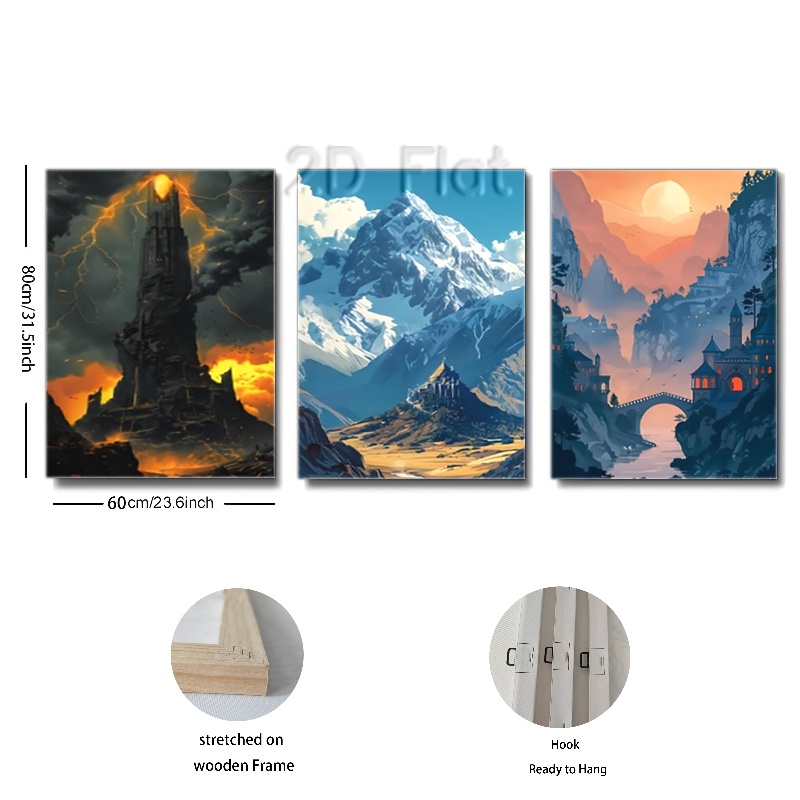 2D Flat
80cm/31.5inch
60cm/23.6inch
stretched on
wooden Frame
Hook
Ready to Hang